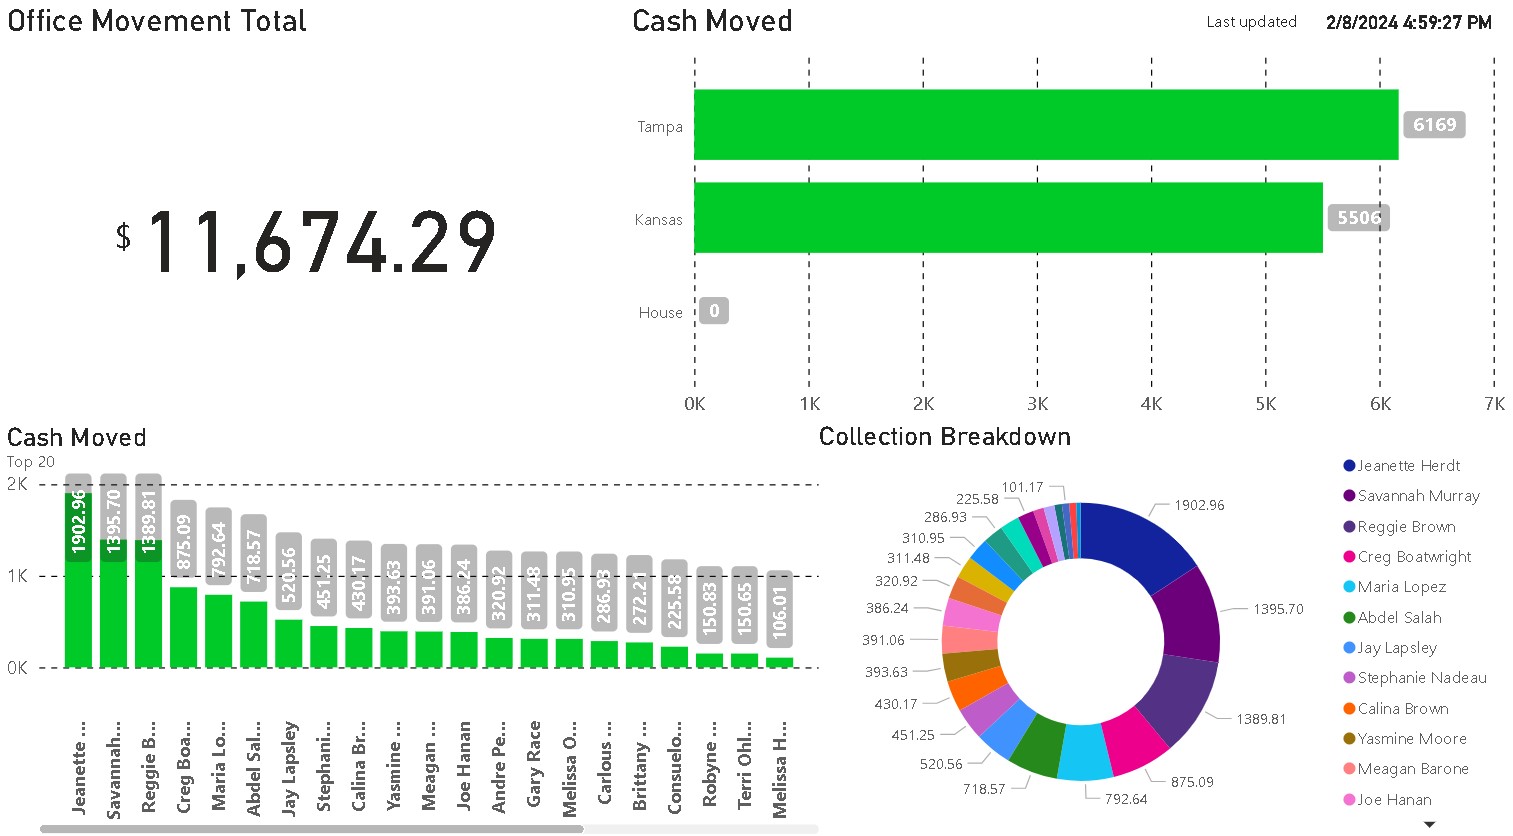 Office Movement Total
$ 11,674.29
Cash Moved
Last updated 2/8/2024 4:59:27 PM
Tampa 6169
Kansas 5506
House 0
0K 1K 2K 3K 4K 5K 6K 7K
Cash Moved
Top 20
2K
1K
0K
1902.96 1395.70 1389.81 875.09 792.64 718.57 520.56 451.25 430.17 393.63 391.06 386.24 320.92 311.48 310.95 286.93 272.21 225.58 150.83 150.65 106.01
Jeanette ...
Savannah...
Reggie B...
Creg Boa...
Maria Lo...
Abdel Sal...
Jay Lapsley
Stephani...
Calina Br...
Yasmine ...
Meagan ...
Joe Hanan
Andre Pe...
Gary Race
Melissa O...
Carlous ...
Brittany ...
Consuelo...
Robyne ...
Terri Ohl...
Melissa H...
Collection Breakdown
1902.96
1395.70
1389.81
875.09
792.64
718.57
520.56
451.25
430.17
393.63
391.06
386.24
320.92
311.48
310.95
286.93
225.58
101.17
Jeanette Herdt
Savannah Murray
Reggie Brown
Creg Boatwright
Maria Lopez
Abdel Salah
Jay Lapsley
Stephanie Nadeau
Calina Brown
Yasmine Moore
Meagan Barone
Joe Hanan